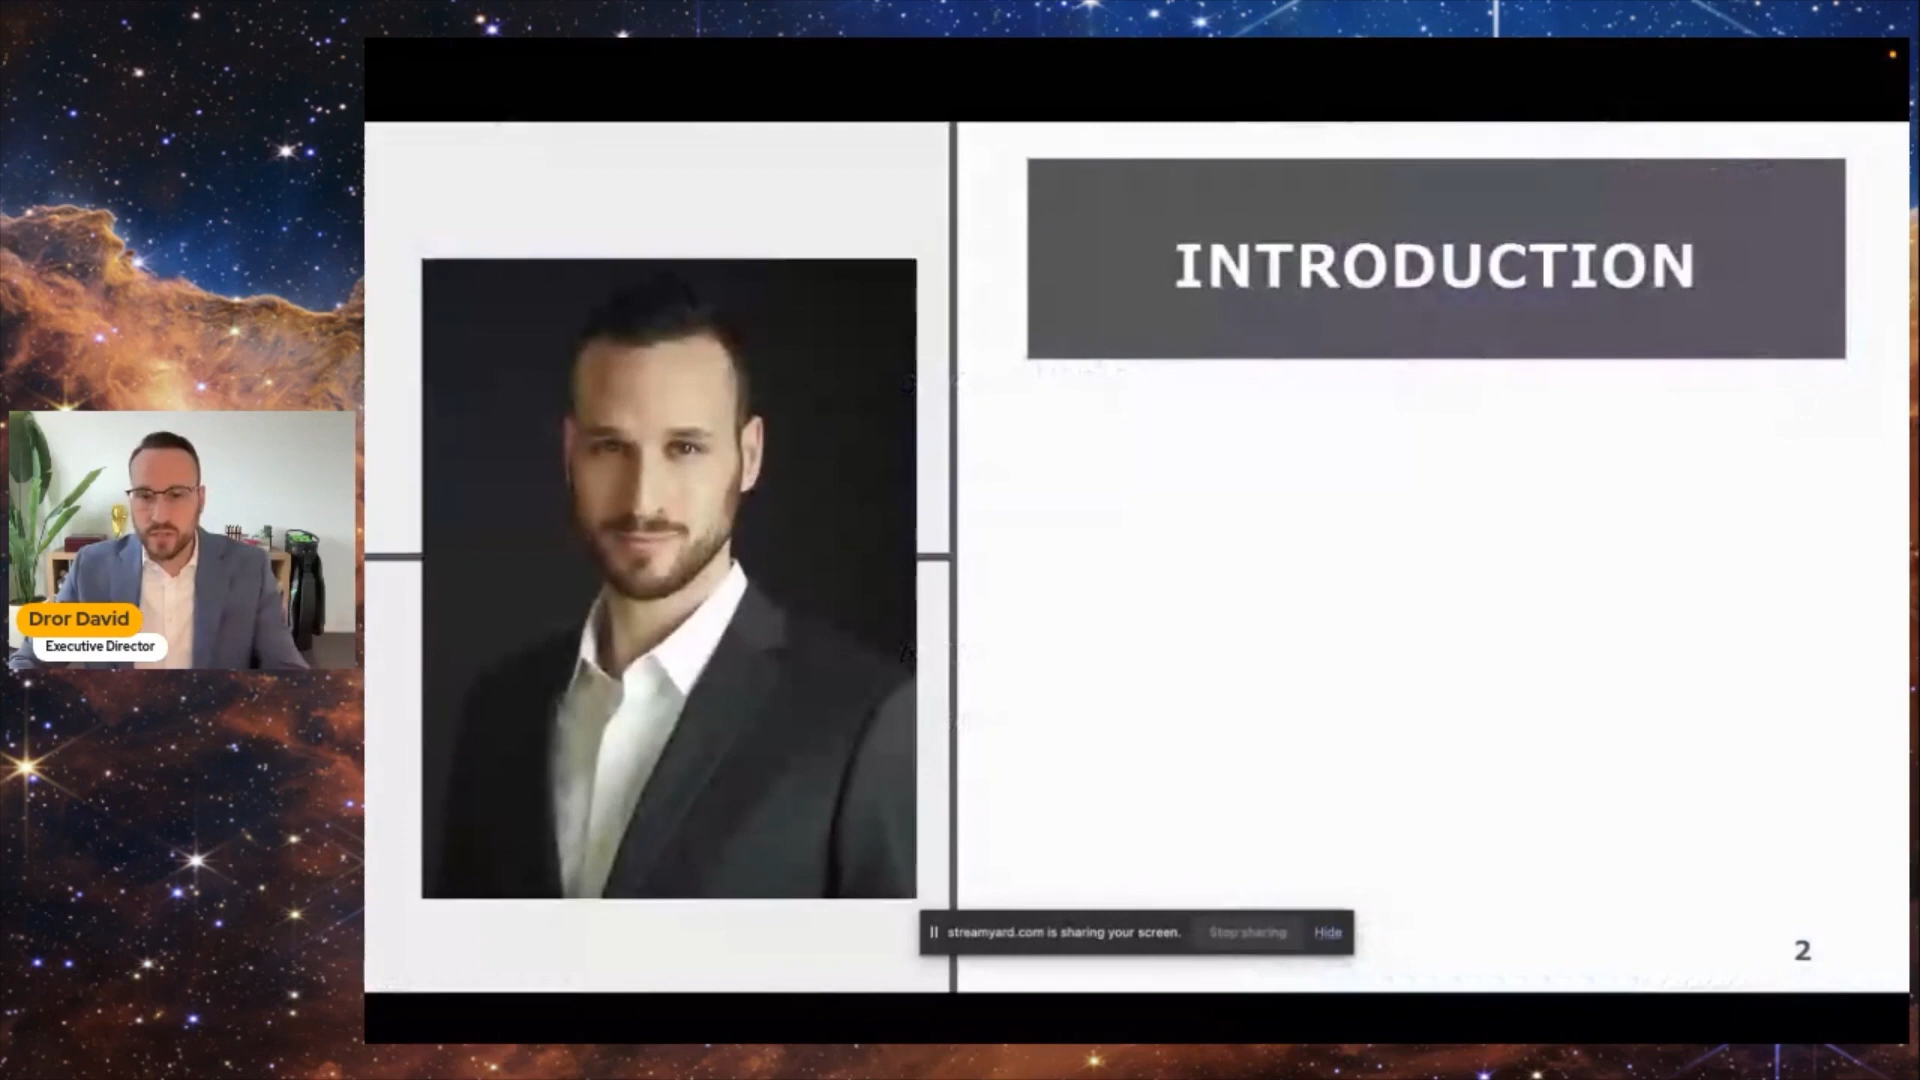 INTRODUCTION
Dror David
Executive Director
streamyard.com is sharing your screen. Stop sharing Hide
2